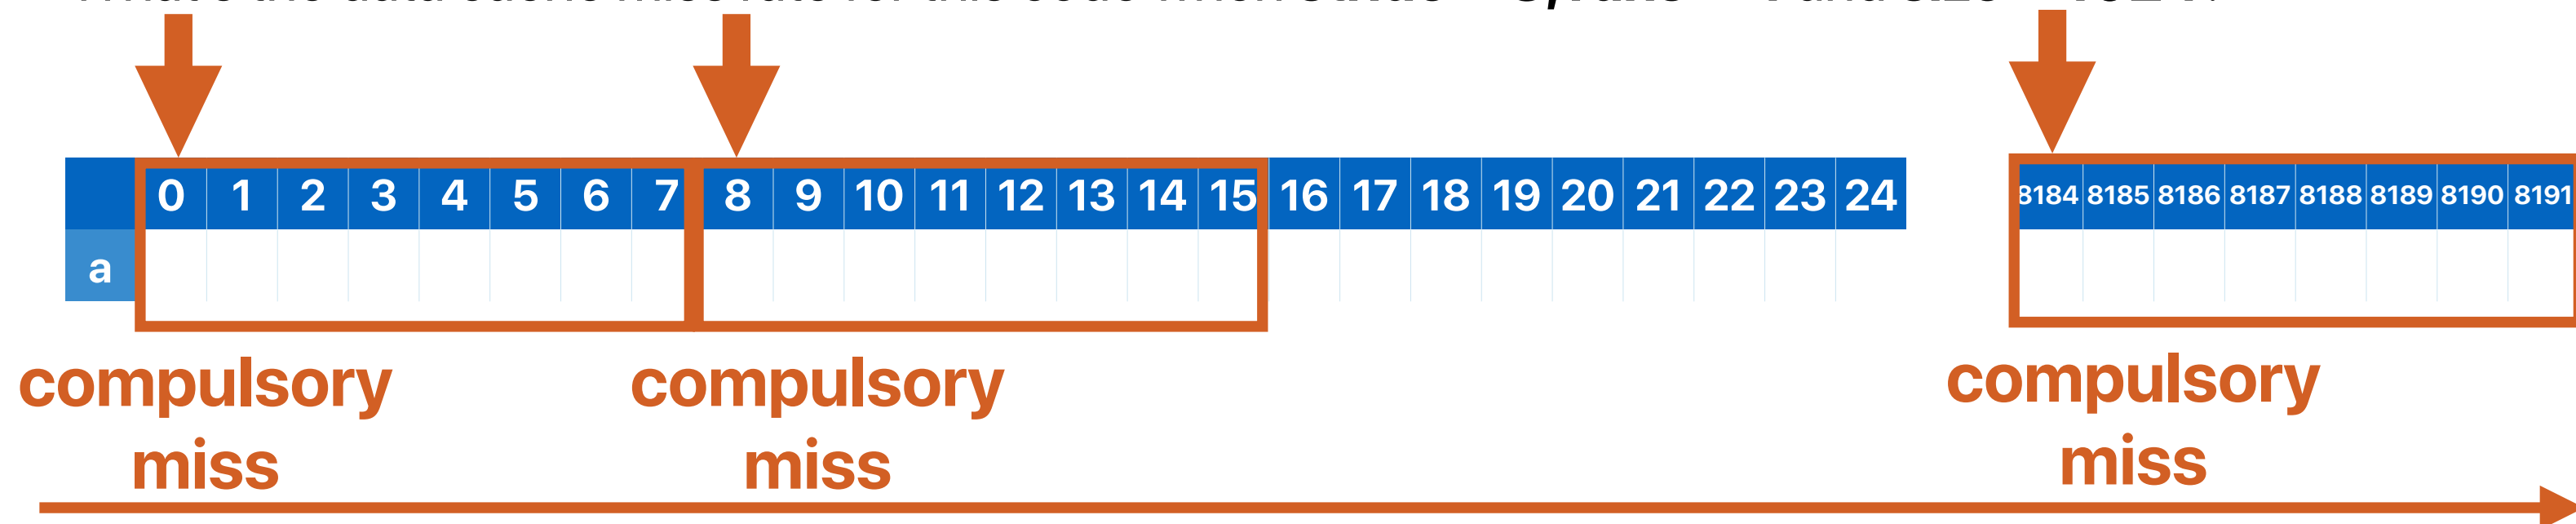 0 1 2 3 4 5 6 7 8 9 10 11 12 13 14 15 16 17 18 19 20 21 22 23 24 8184 8185 8186 8187 8188 8189 8190 8191
a
compulsory compulsory compulsory
miss miss miss